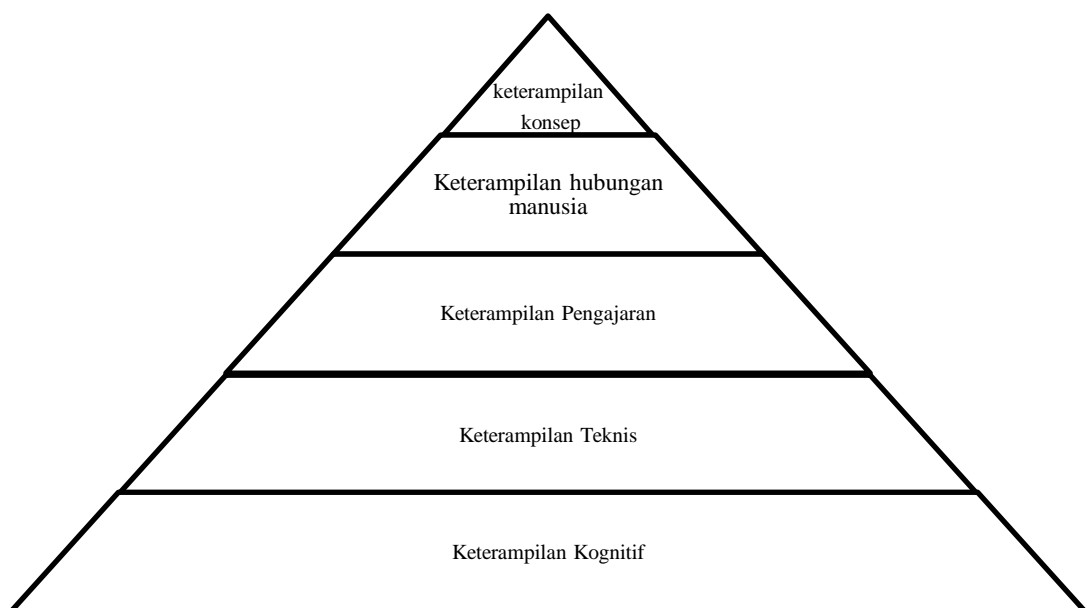 keterampilan
konsep
Keterampilan hubungan
manusia
Keterampilan Pengajaran
Keterampilan Teknis
Keterampilan Kognitif